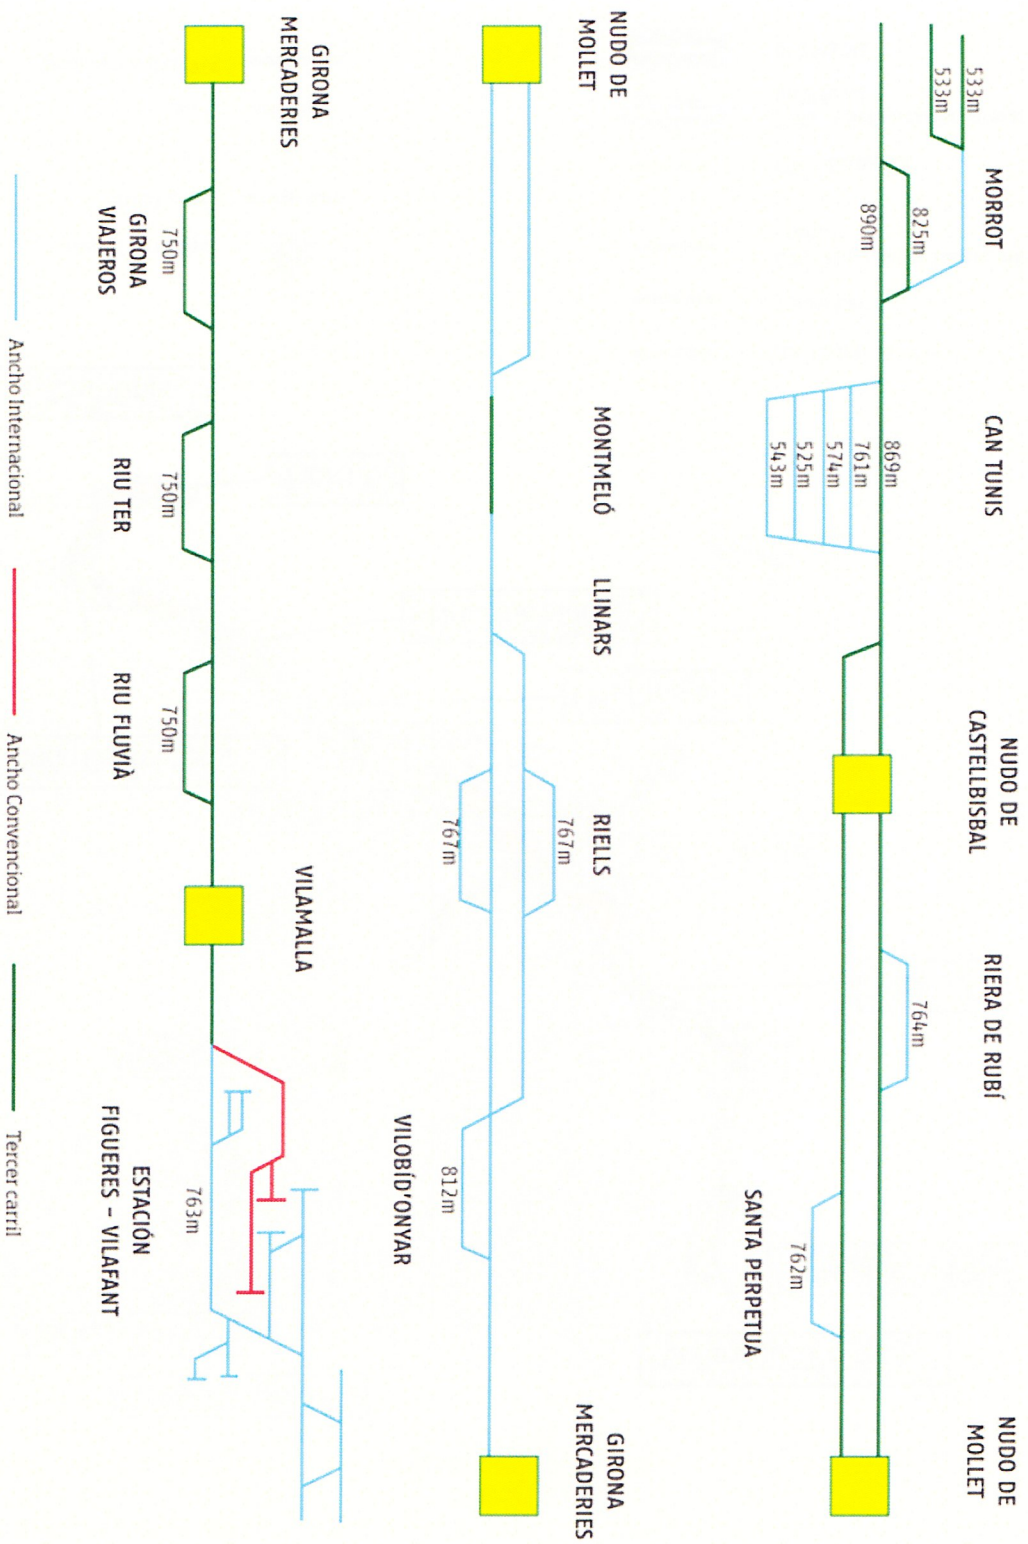 533m
533m
MORROT
825m
890m
CAN TUNIS
869m
761m
574m
525m
543m
NUDO DE
CASTELLBISBAL
RIERA DE RUBÍ
764m
SANTA PERPETUA
762m
NUDO DE
MOLLET
NUDO DE
MOLLET
MONTMELÓ
LLINARS
RIELLS
767m
767m
VILOBÍD'ONYAR
812m
GIRONA
MERCADERIES
GIRONA
MERCADERIES
750m
GIRONA
VIAJEROS
750m
RIU TER
750m
RIU FLUVIÀ
VILAMALLA
763m
ESTACIÓN
FIGUERES – VILAFANT
Ancho Internacional
Ancho Convencional
Tercer carril